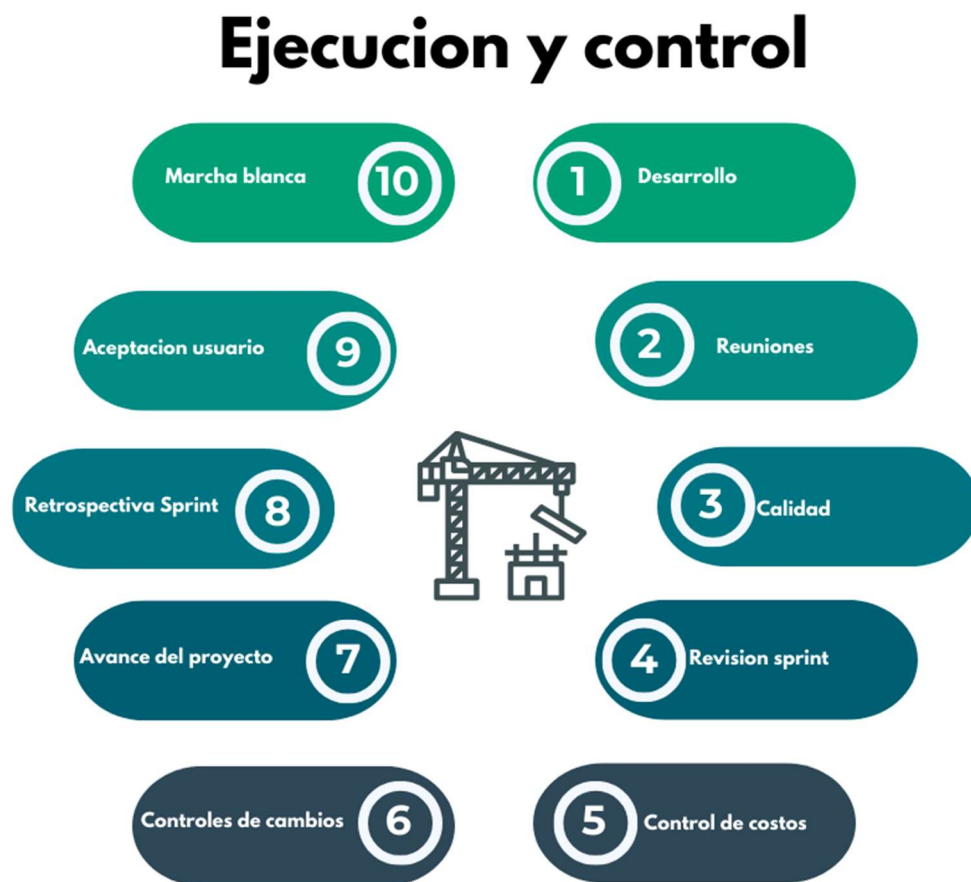 Ejecucion y control
1 Desarrollo
2 Reuniones
3 Calidad
4 Revision sprint
5 Control de costos
6 Controles de cambios
7 Avance del proyecto
8 Retrospectiva Sprint
9 Aceptacion usuario
10 Marcha blanca